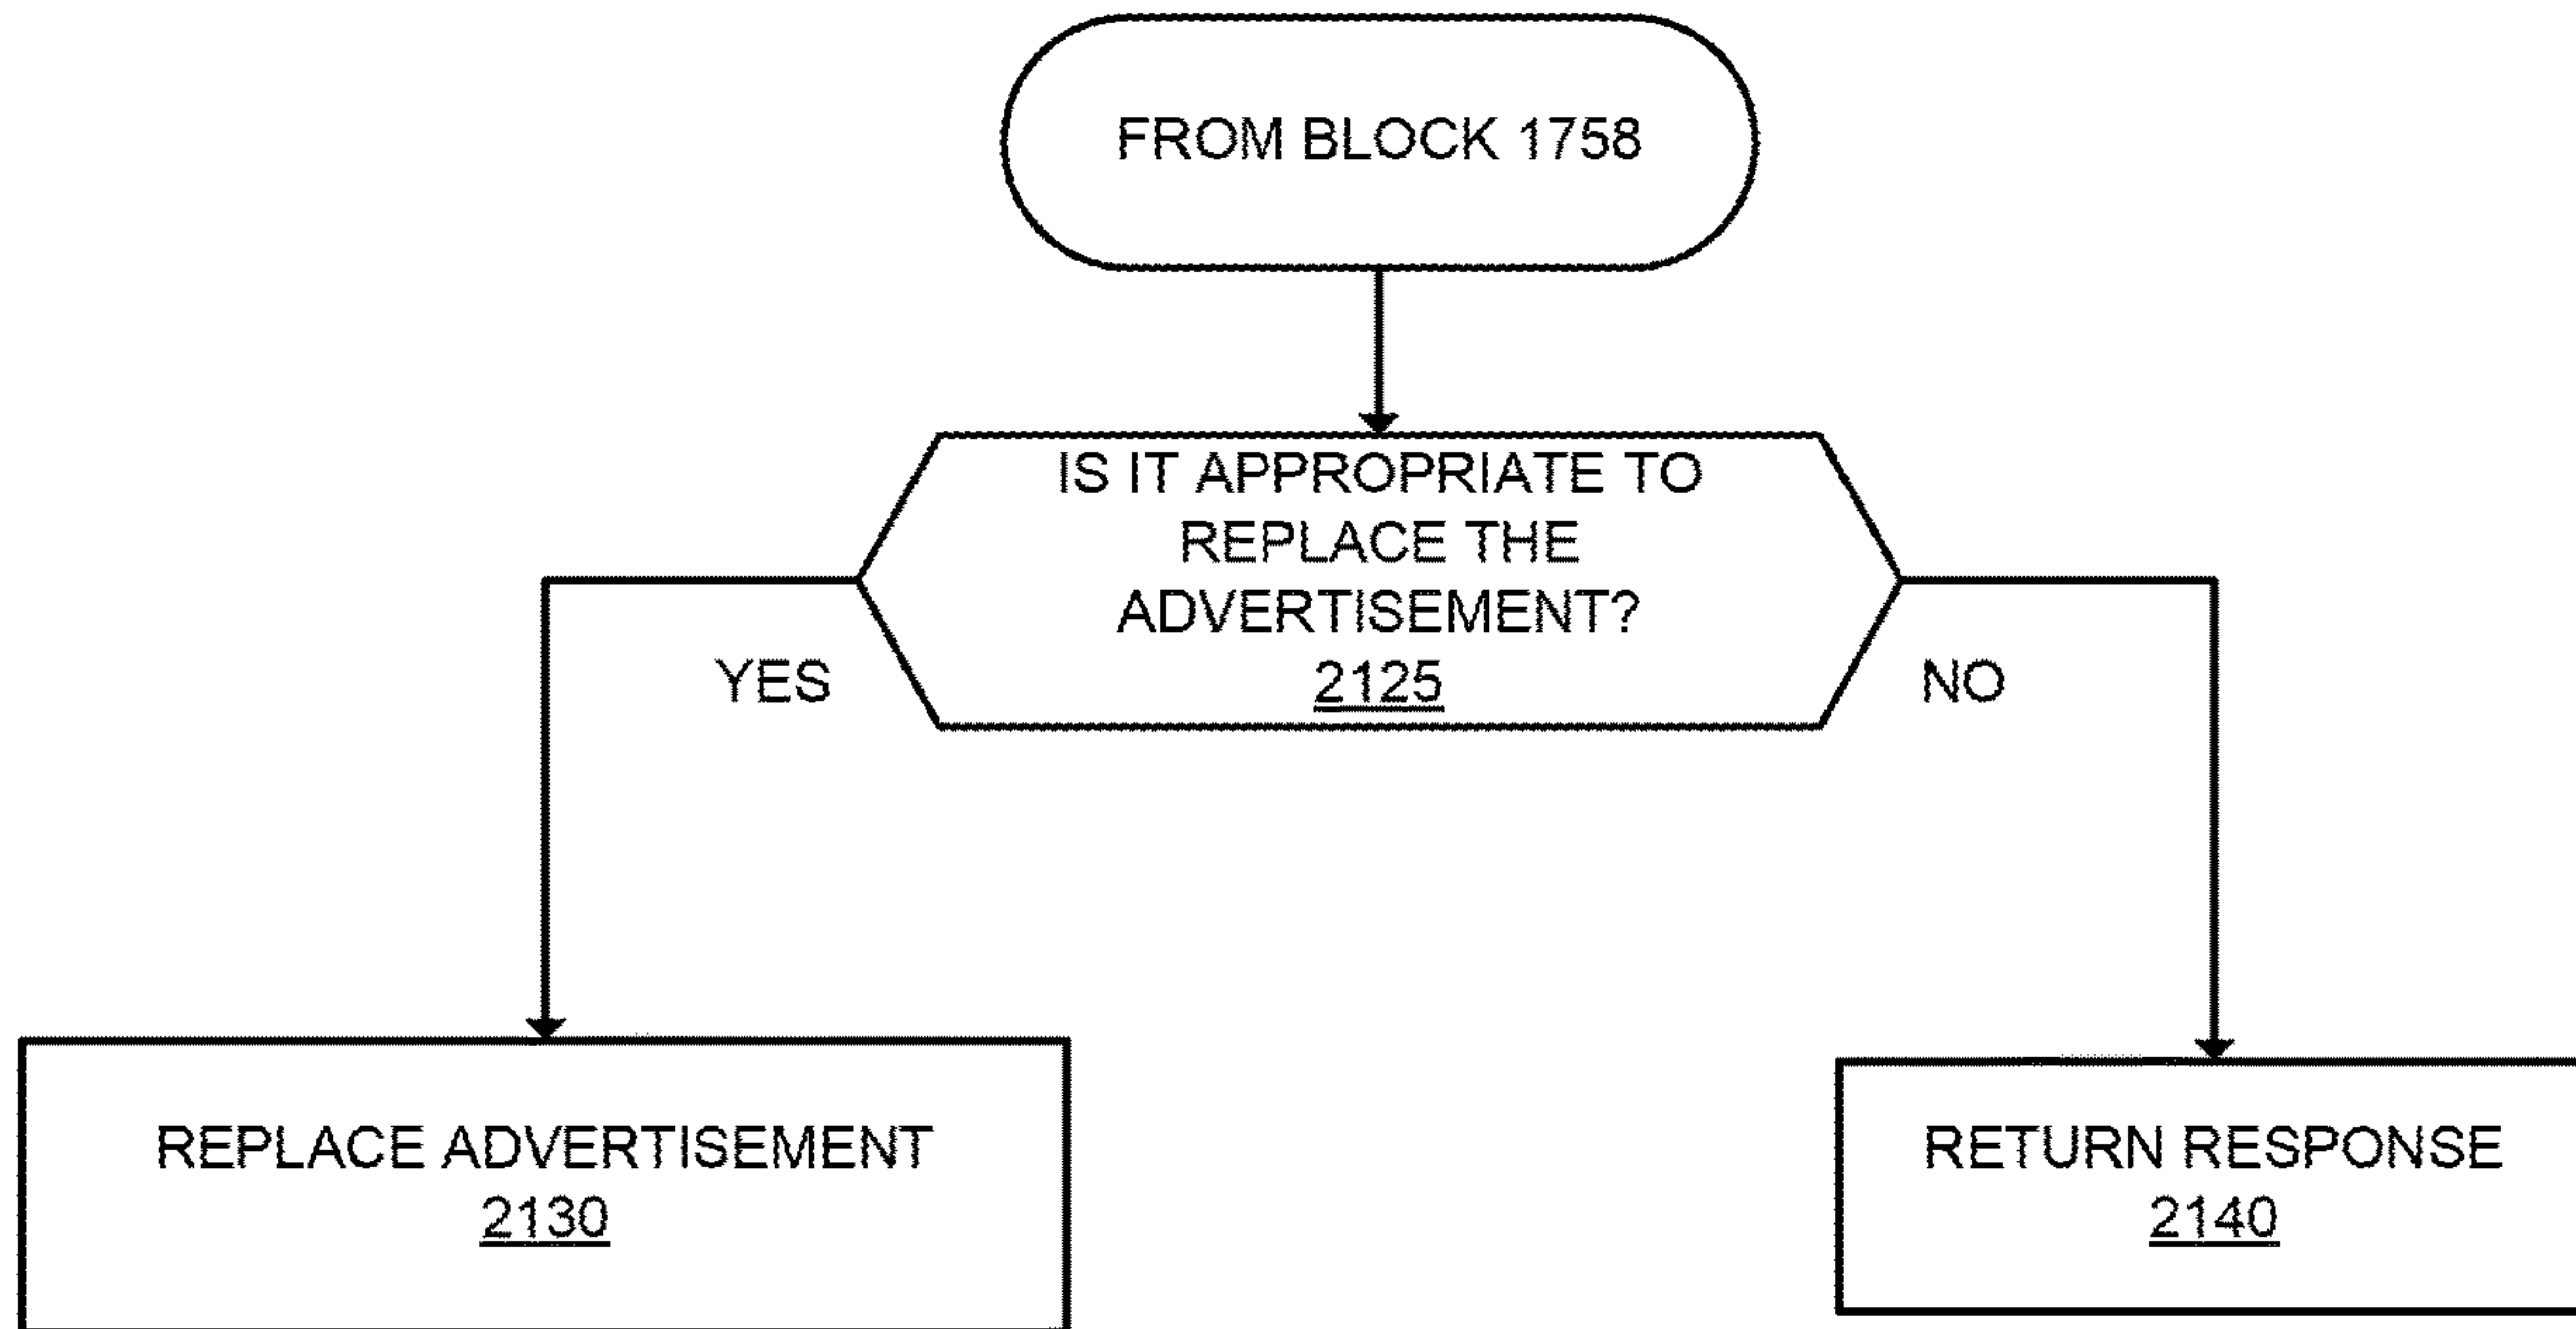 FROM BLOCK 1758
IS IT APPROPRIATE TO
REPLACE THE
ADVERTISEMENT?
2125
YES
NO
REPLACE ADVERTISEMENT
2130
RETURN RESPONSE
2140